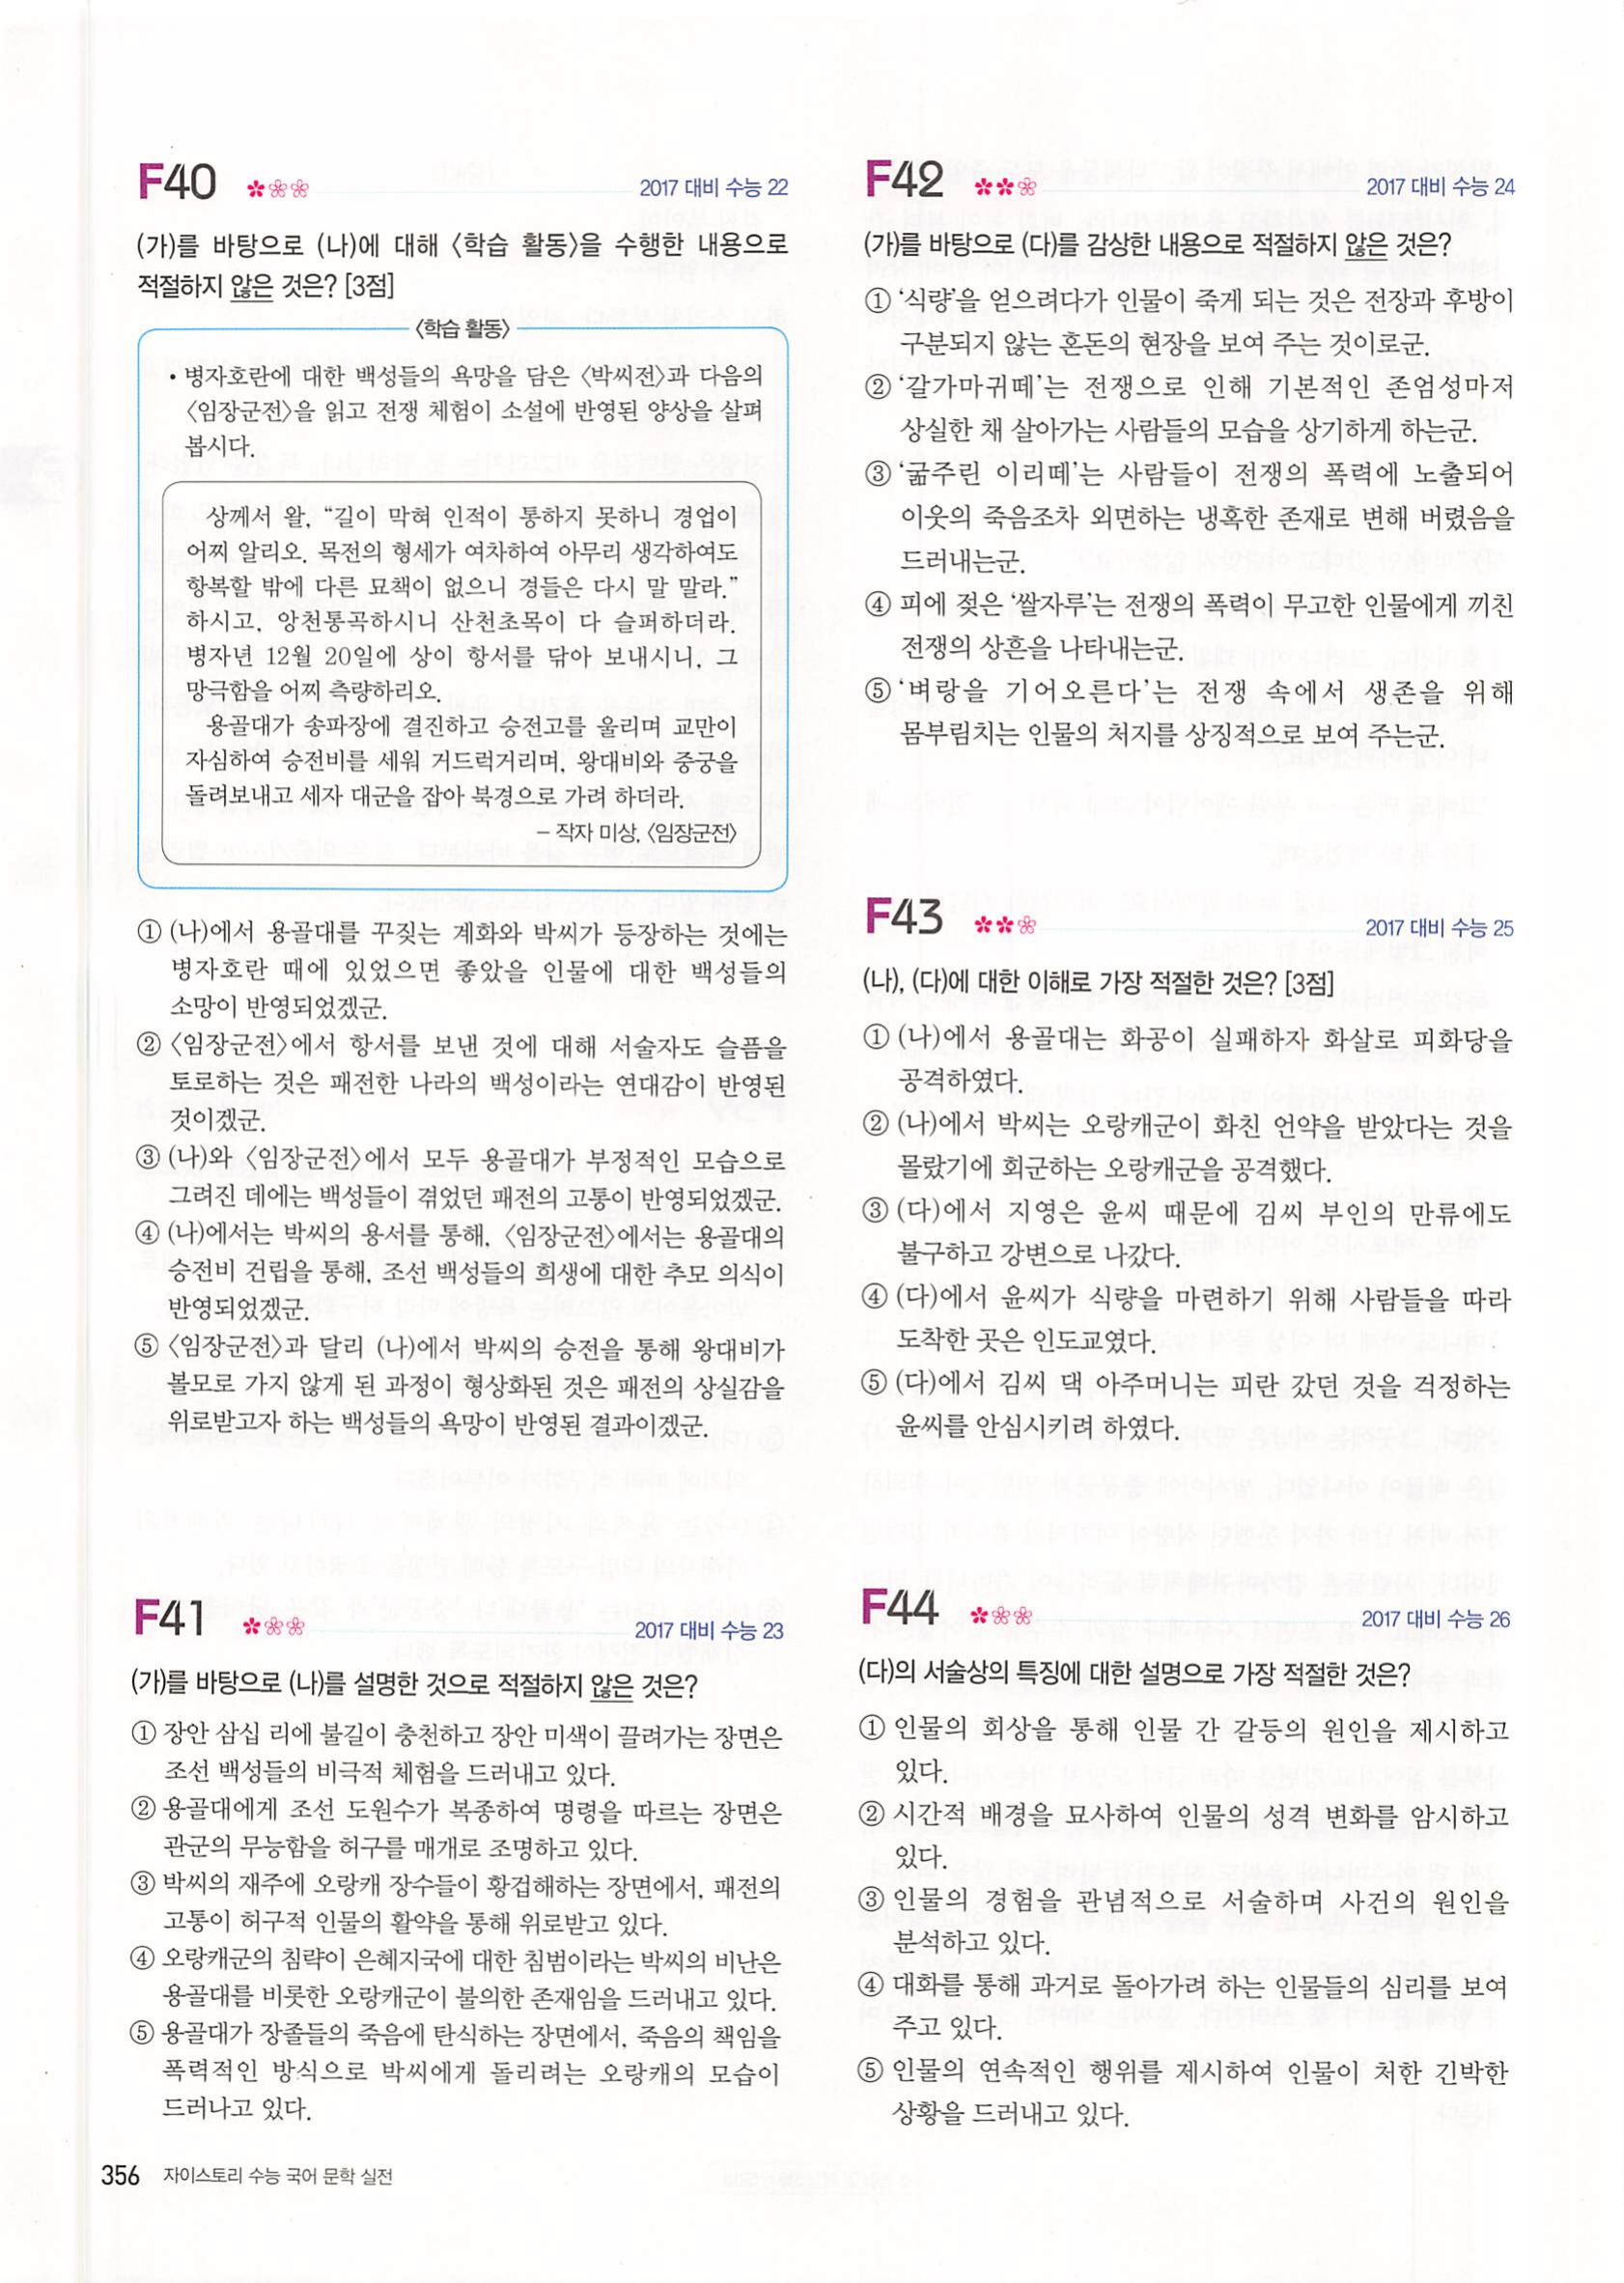 F40
2017 대비 수능 22
(가)를 바탕으로 (나)에 대해 〈학습 활동〉을 수행한 내용으로
적절하지 않은 것은? [3점]
〈학습 활동〉
• 병자호란에 대한 백성들의 욕망을 담은 〈박씨전〉과 다음의
〈임장군전〉을 읽고 전쟁 체험이 소설에 반영된 양상을 살펴
봅시다.
상께서 왈, “길이 막혀 인적이 통하지 못하니 경업이
어찌 알리오. 목전의 형세가 여차하여 아무리 생각하여도
항복할 밖에 다른 묘책이 없으니 경들은 다시 말 말라.”
하시고, 앙천통곡하시니 산천초목이 다 슬퍼하더라.
병자년 12월 20일에 상이 항서를 닦아 보내시니, 그
망극함을 어찌 측량하리오.
용골대가 송파장에 결진하고 승전고를 울리며 교만이
자심하여 승전비를 세워 거드럭거리며, 왕대비와 중궁을
돌려보내고 세자 대군을 잡아 북경으로 가려 하더라.
– 작자 미상, 〈임장군전〉
① (나)에서 용골대를 꾸짖는 계화와 박씨가 등장하는 것에는
병자호란 때에 있었으면 좋았을 인물에 대한 백성들의
소망이 반영되었겠군.
② 〈임장군전〉에서 항서를 보낸 것에 대해 서술자도 슬픔을
토로하는 것은 패전한 나라의 백성이라는 연대감이 반영된
것이겠군.
③ (나)와 〈임장군전〉에서 모두 용골대가 부정적인 모습으로
그려진 데에는 백성들이 겪었던 패전의 고통이 반영되었겠군.
④ (나)에서는 박씨의 용서를 통해, 〈임장군전〉에서는 용골대의
승전비 건립을 통해, 조선 백성들의 희생에 대한 추모 의식이
반영되었겠군.
⑤ 〈임장군전〉과 달리 (나)에서 박씨의 승전을 통해 왕대비가
볼모로 가지 않게 된 과정이 형상화된 것은 패전의 상실감을
위로받고자 하는 백성들의 욕망이 반영된 결과이겠군.
F41
2017 대비 수능 23
(가)를 바탕으로 (나)를 설명한 것으로 적절하지 않은 것은?
① 장안 삼십 리에 불길이 충천하고 장안 미색이 끌려가는 장면은
조선 백성들의 비극적 체험을 드러내고 있다.
② 용골대에게 조선 도원수가 복종하여 명령을 따르는 장면은
관군의 무능함을 허구를 매개로 조명하고 있다.
③ 박씨의 재주에 오랑캐 장수들이 황겁해하는 장면에서, 패전의
고통이 허구적 인물의 활약을 통해 위로받고 있다.
④ 오랑캐군의 침략이 은혜지국에 대한 침범이라는 박씨의 비난은
용골대를 비롯한 오랑캐군이 불의한 존재임을 드러내고 있다.
⑤ 용골대가 장졸들의 죽음에 탄식하는 장면에서, 죽음의 책임을
폭력적인 방식으로 박씨에게 돌리려는 오랑캐의 모습이
드러나고 있다.
356 자이스토리 수능 국어 문학 실전
F42
2017 대비 수능 24
(가)를 바탕으로 (다)를 감상한 내용으로 적절하지 않은 것은?
① ‘식량’을 얻으려다가 인물이 죽게 되는 것은 전장과 후방이
구분되지 않는 혼돈의 현장을 보여 주는 것이로군.
② ‘갈가마귀떼’는 전쟁으로 인해 기본적인 존엄성마저
상실한 채 살아가는 사람들의 모습을 상기하게 하는군.
③ ‘굶주린 이리떼’는 사람들이 전쟁의 폭력에 노출되어
이웃의 죽음조차 외면하는 냉혹한 존재로 변해 버렸음을
드러내는군.
④ 피에 젖은 ‘쌀자루’는 전쟁의 폭력이 무고한 인물에게 끼친
전쟁의 상흔을 나타내는군.
⑤ ‘벼랑을 기어오른다’는 전쟁 속에서 생존을 위해
몸부림치는 인물의 처지를 상징적으로 보여 주는군.
F43
2017 대비 수능 25
(나), (다)에 대한 이해로 가장 적절한 것은? [3점]
① (나)에서 용골대는 화공이 실패하자 화살로 피화당을
공격하였다.
② (나)에서 박씨는 오랑캐군이 화친 언약을 받았다는 것을
몰랐기에 회군하는 오랑캐군을 공격했다.
③ (다)에서 지영은 윤씨 때문에 김씨 부인의 만류에도
불구하고 강변으로 나갔다.
④ (다)에서 윤씨가 식량을 마련하기 위해 사람들을 따라
도착한 곳은 인도교였다.
⑤ (다)에서 김씨 댁 아주머니는 피란 갔던 것을 걱정하는
윤씨를 안심시키려 하였다.
F44
2017 대비 수능 26
(다)의 서술상의 특징에 대한 설명으로 가장 적절한 것은?
① 인물의 회상을 통해 인물 간 갈등의 원인을 제시하고
있다.
② 시간적 배경을 묘사하여 인물의 성격 변화를 암시하고
있다.
③ 인물의 경험을 관념적으로 서술하며 사건의 원인을
분석하고 있다.
④ 대화를 통해 과거로 돌아가려 하는 인물들의 심리를 보여
주고 있다.
⑤ 인물의 연속적인 행위를 제시하여 인물이 처한 긴박한
상황을 드러내고 있다.